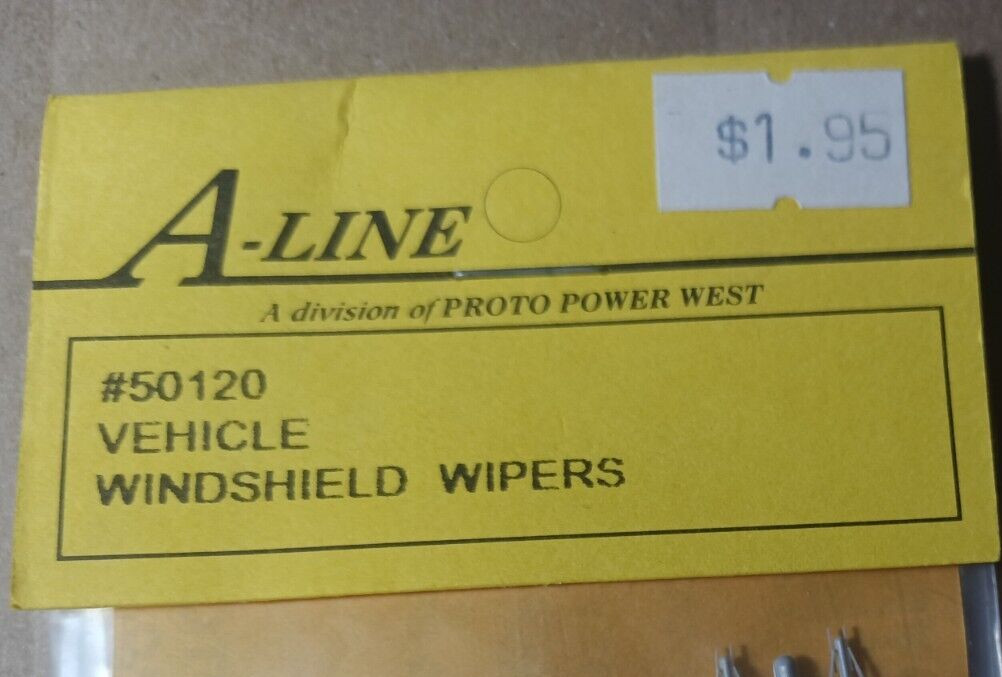 $1.95
A-LINE
A division of PROTO POWER WEST
#50120
VEHICLE
WINDSHIELD WIPERS